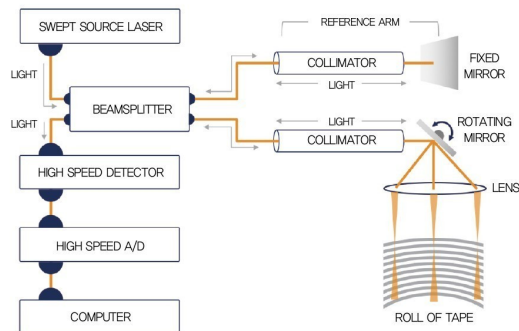 SWEPT SOURCE LASER
REFERENCE ARM
LIGHT
COLLIMATOR
FIXED
MIRROR
LIGHT
BEAMSPLITTER
LIGHT
LIGHT
COLLIMATOR
ROTATING
MIRROR
HIGH SPEED DETECTOR
LENS
HIGH SPEED A/D
COMPUTER
ROLL OF TAPE